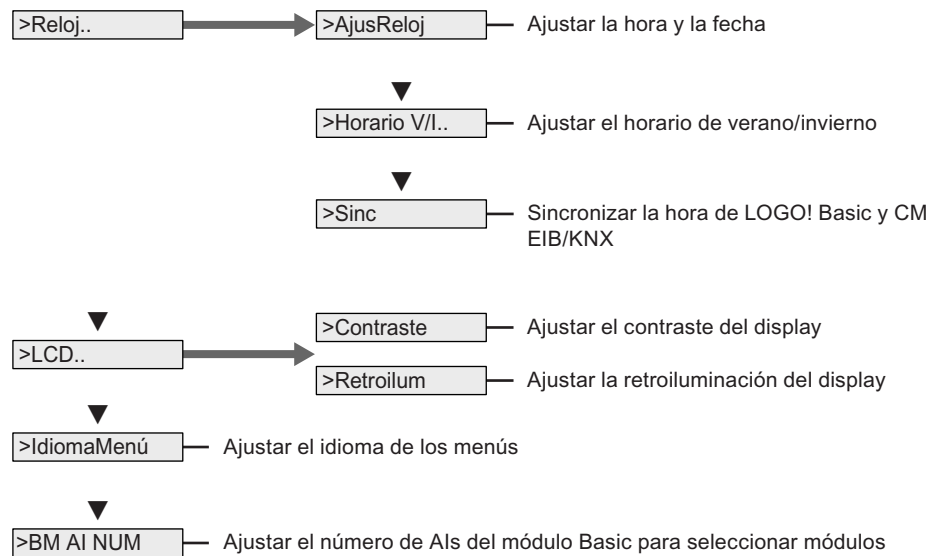 >Reloj..
>AjusReloj
Ajustar la hora y la fecha
>Horario V/I..
Ajustar el horario de verano/invierno
>Sinc
Sincronizar la hora de LOGO! Basic y CM
EIB/KNX
>LCD..
>Contraste
Ajustar el contraste del display
>Retroilum
Ajustar la retroiluminación del display
>IdiomaMenú
Ajustar el idioma de los menús
>BM AI NUM
Ajustar el número de AIs del módulo Basic para seleccionar módulos